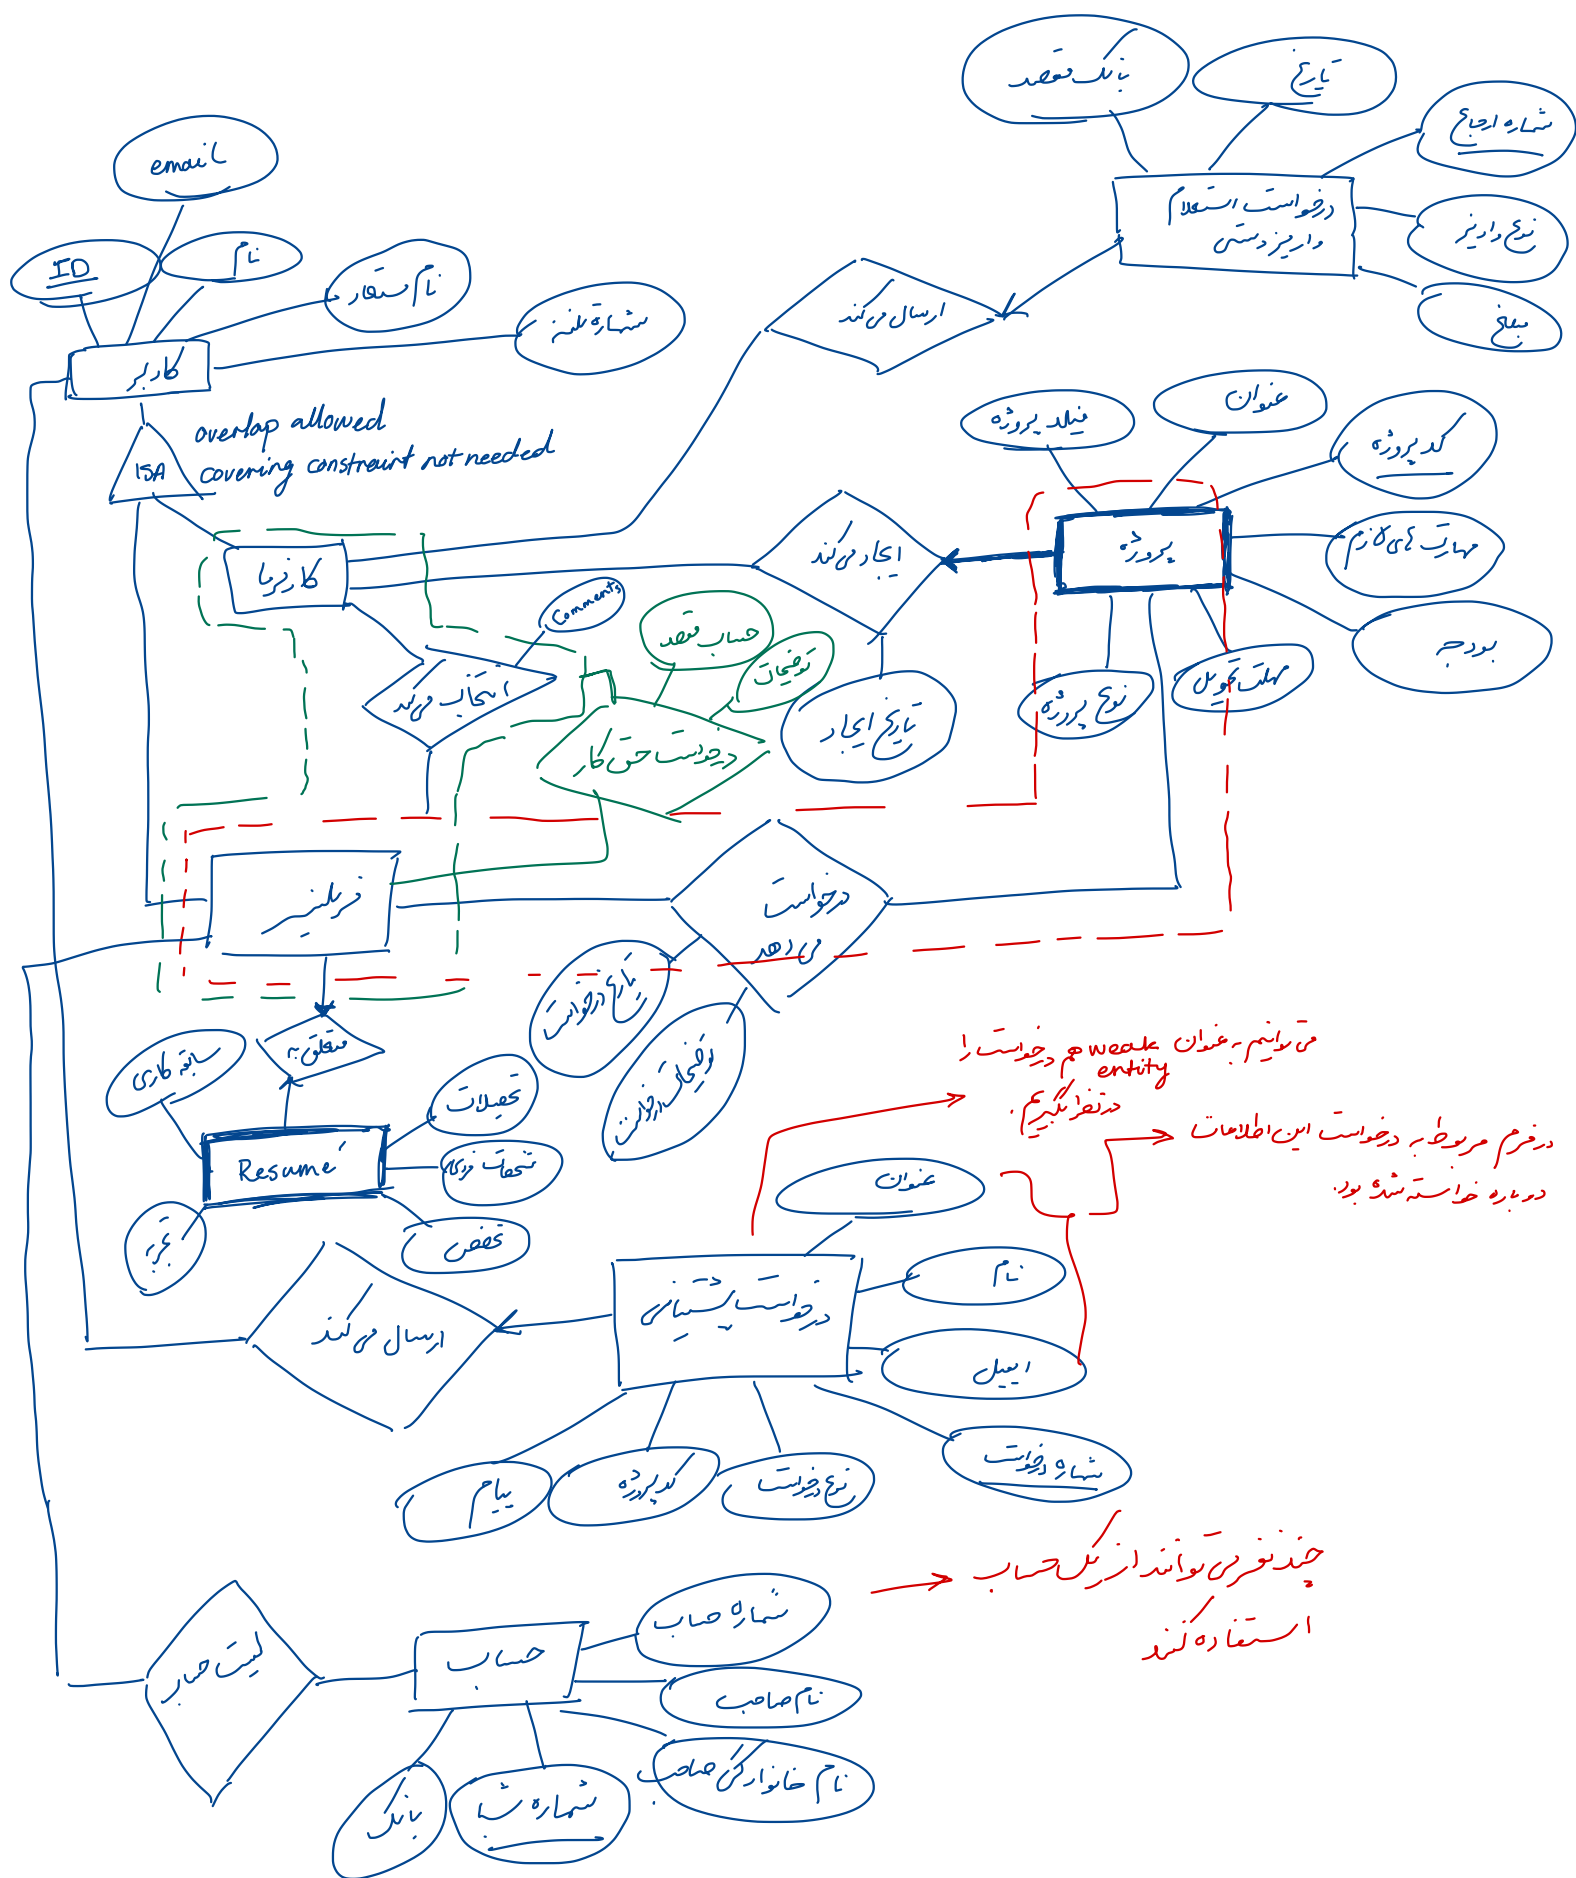 بانک مقصد
تاریخ
شماره ارجاع
email
درخواست استعلام
واریز دستی
نوع واریز
مبلغ
ID
نام
نام مستعار
شماره تلفن
ارسال می‌کند
کاربر
ISA
overlap allowed
covering constraint not needed
فیلد پروژه
عنوان
کد پروژه
پروژه
مهارت های لازم
بودجه
مهلت تحویل
نوع پروژه
ایجاد می‌کند
تاریخ ایجاد
کارفرما
Comments
انتخاب می‌کند
حساب مقصد
توضیحات
درخواست حق کار
فریلنسر
درخواست
می دهد
تاریخ درخواست
توضیحات درخواست
متعلق به
سابقه کاری
تحصیلات
Resumé
مشخصات فردی
تجربه
تخصص
می توانیم به عنوان weak هم درخواست را
entity
در نظر بگیریم.
در فرم مربوط به درخواست این اطلاعات
دوباره خواسته شده بود.
عنوان
درخواست پشتیبانی
نام
ایمیل
ارسال می کند
شماره درخواست
نوع درخواست
کد پروژه
پیام
چند نفر می توانند از یک حساب
استفاده کنند
شماره حساب
حساب
نام صاحب
نام خانوادگی صاحب
شماره شبا
بانک